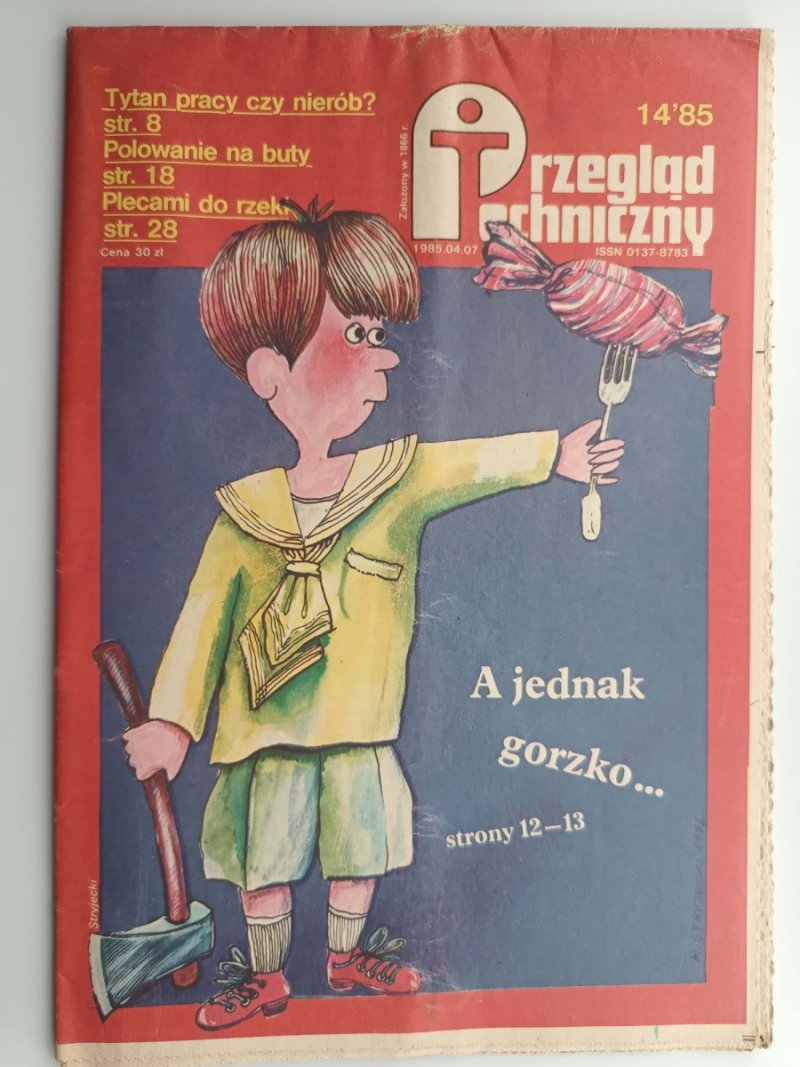 Tytan pracy czy nierób?
str. 8
Polowanie na buty
str. 18
Plecami do rzeki
str. 28
Cena 30 zł
Założony w 1866 r.
14'85
Przegląd
Techniczny
1985.04.07
ISSN 0137-8783
A jednak
gorzko...
strony 12–13
Stryjecki